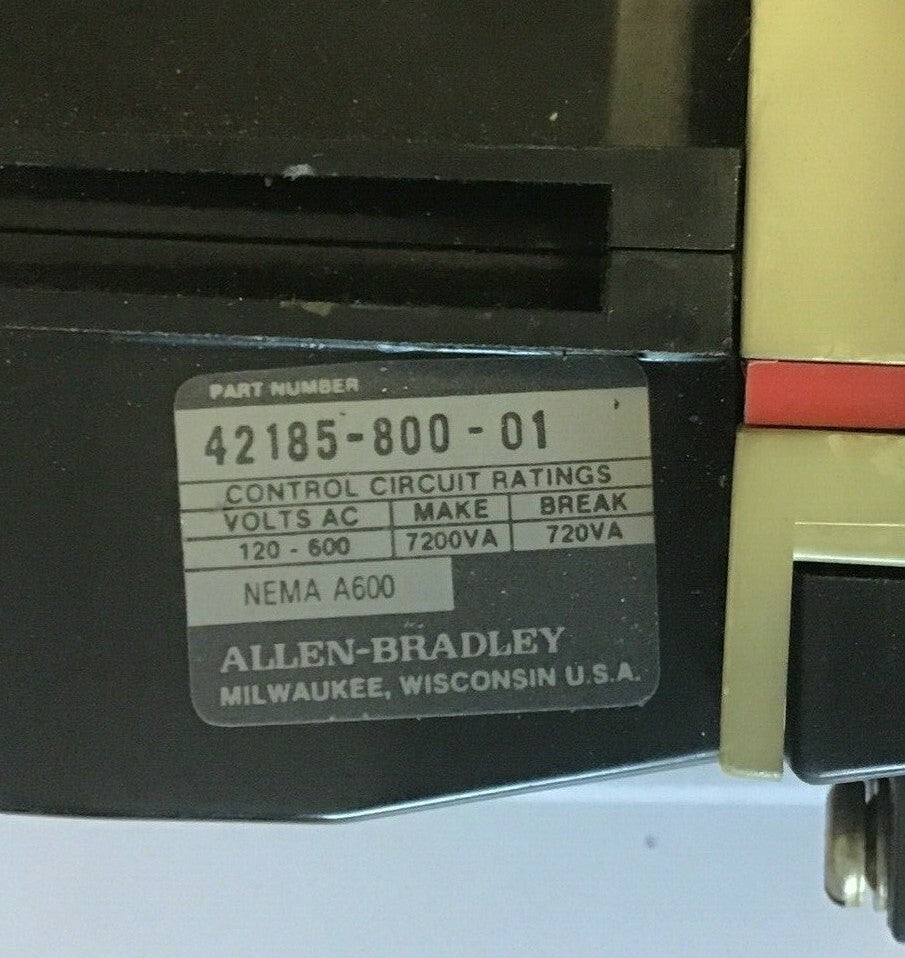 PART NUMBER
42185-800-01
CONTROL CIRCUIT RATINGS
VOLTS AC MAKE BREAK
120-600 7200VA 720VA
NEMA A600
ALLEN-BRADLEY
MILWAUKEE, WISCONSIN U.S.A.